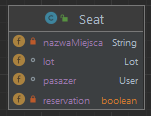 C Seat
f nazwaMiejsca String
f lot Lot
f pasazer User
f reservation boolean